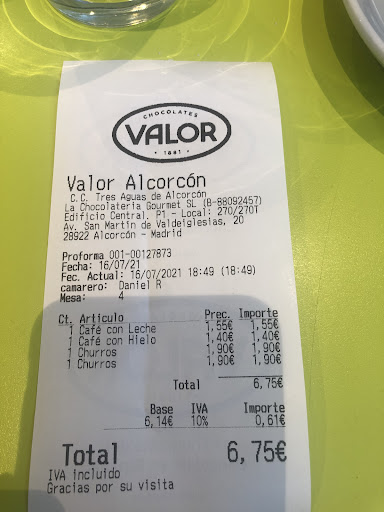 CHOCOLATES
VALOR
• 1881 •
Valor Alcorcón
C.C. Tres Aguas de Alcorcón
La Chocolateria Gourmet SL (B-88092457)
Edificio Central. P1 - Local: 270/2701
Av. San Martin de Valdeiglesias, 20
28922 Alcorcón - Madrid
Proforma 001-00127873
Fecha: 16/07/21
Fec. Actual: 16/07/2021 18:49 (18:49)
camarero: Daniel R
Mesa: 4
Ct. Articulo Prec. Importe
1 Café con Leche 1,55€ 1,55€
1 Café con Hielo 1,40€ 1,40€
1 Churros 1,90€ 1,90€
1 Churros 1,90€ 1,90€
Total 6,75€
Base IVA Importe
6,14€ 10% 0,61€
Total 6,75€
IVA incluido
Gracias por su visita